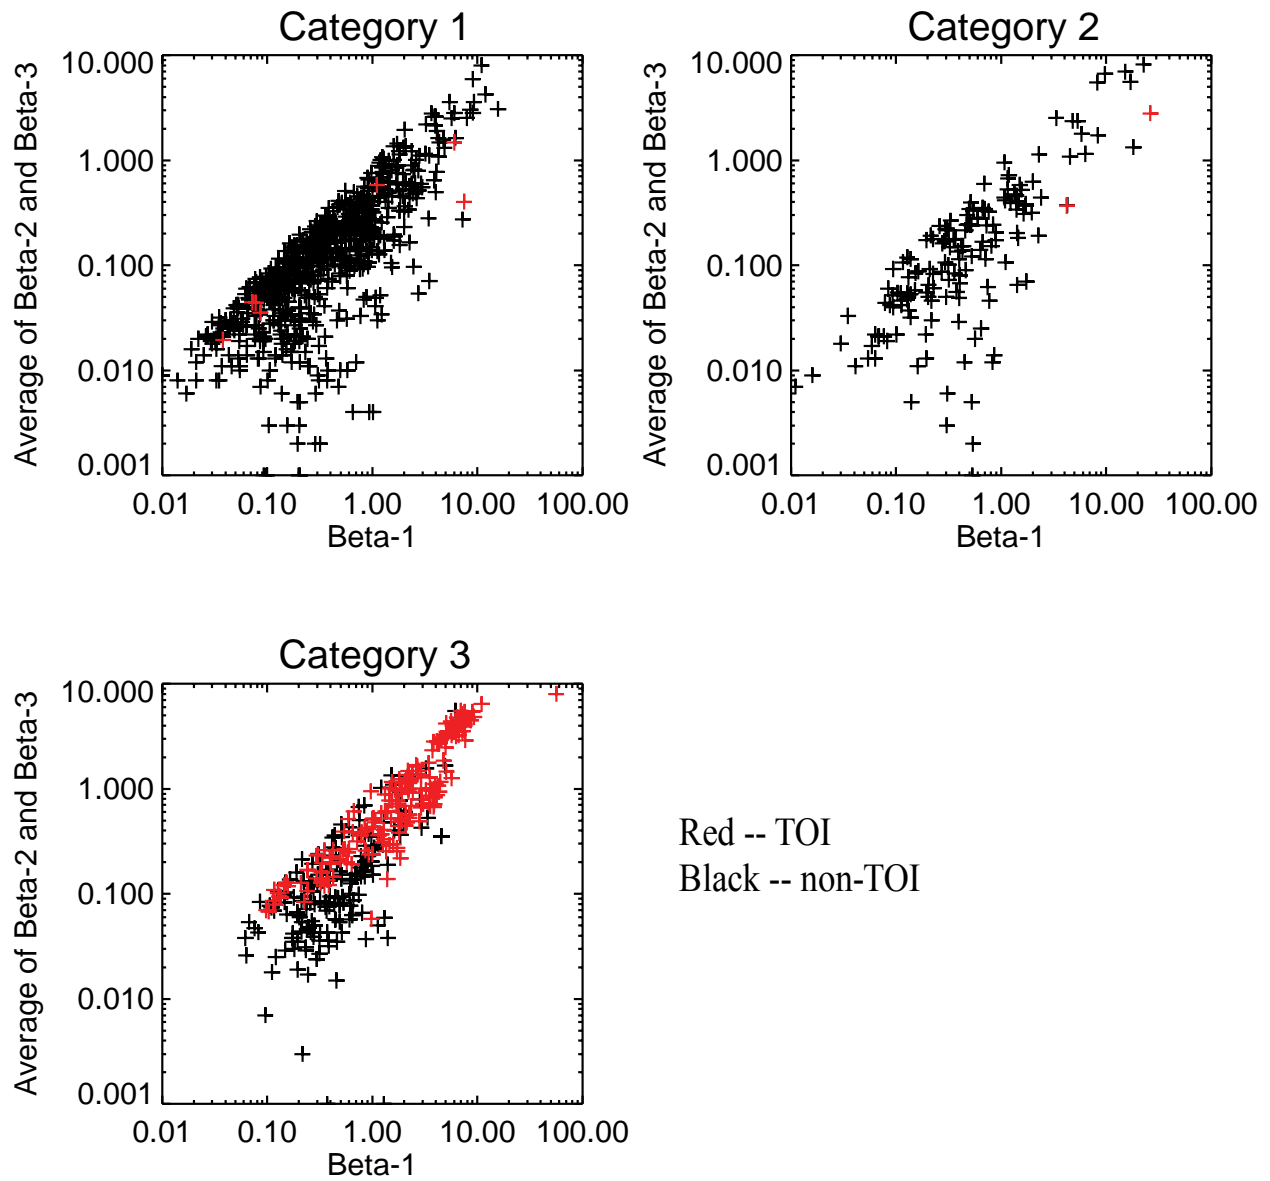 Category 1
Average of Beta-2 and Beta-3
10.000
1.000
0.100
0.010
0.001
0.01 0.10 1.00 10.00 100.00
Beta-1
Category 2
Average of Beta-2 and Beta-3
10.000
1.000
0.100
0.010
0.001
0.01 0.10 1.00 10.00 100.00
Beta-1
Category 3
Average of Beta-2 and Beta-3
10.000
1.000
0.100
0.010
0.001
0.01 0.10 1.00 10.00 100.00
Beta-1
Red -- TOI
Black -- non-TOI